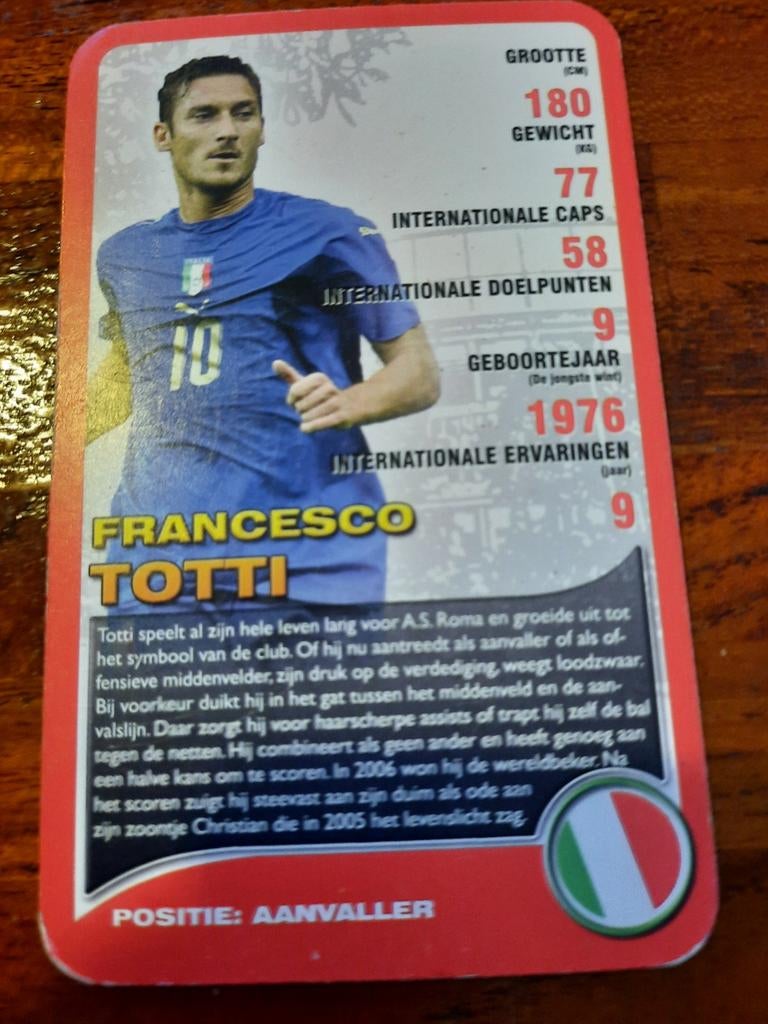 GROOTTE
(CM)
180
GEWICHT
(KG)
77
INTERNATIONALE CAPS
58
INTERNATIONALE DOELPUNTEN
9
GEBOORTEJAAR
(De jongste wint)
1976
INTERNATIONALE ERVARINGEN
(jaar)
9
ITALIA
10
FRANCESCO
TOTTI
Totti speelt al zijn hele leven lang voor A.S. Roma en groeide uit tot
het symbool van de club. Of hij nu aantreedt als aanvaller of als of-
fensieve middenvelder, zijn druk op de verdediging, weegt loodzwaar.
Bij voorkeur duikt hij in het gat tussen het middenveld en de aan-
valslijn. Daar zorgt hij voor haarscherpe assists of trapt hij zelf de bal
tegen de netten. Hij combineert als geen ander en heeft genoeg aan
een halve kans om te scoren. In 2006 won hij de wereldbeker. Na
het scoren zuigt hij steevast aan zijn duim als ode aan
zijn zoontje Christian die in 2005 het levenslicht zag.
POSITIE: AANVALLER